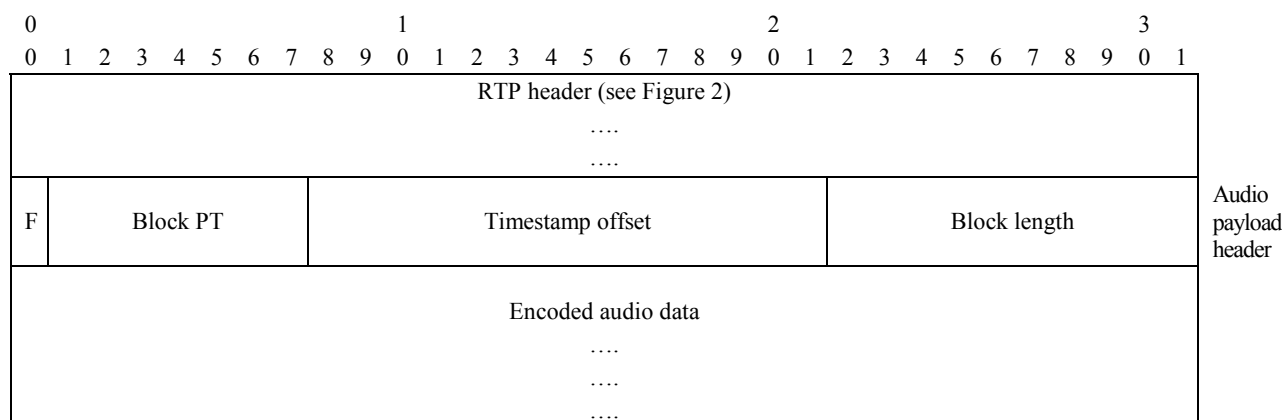 0 1 2 3
0 1 2 3 4 5 6 7 8 9 0 1 2 3 4 5 6 7 8 9 0 1 2 3 4 5 6 7 8 9 0 1
RTP header (see Figure 2)
….
….
F Block PT Timestamp offset Block length
Audio
payload
header
Encoded audio data
….
….
….